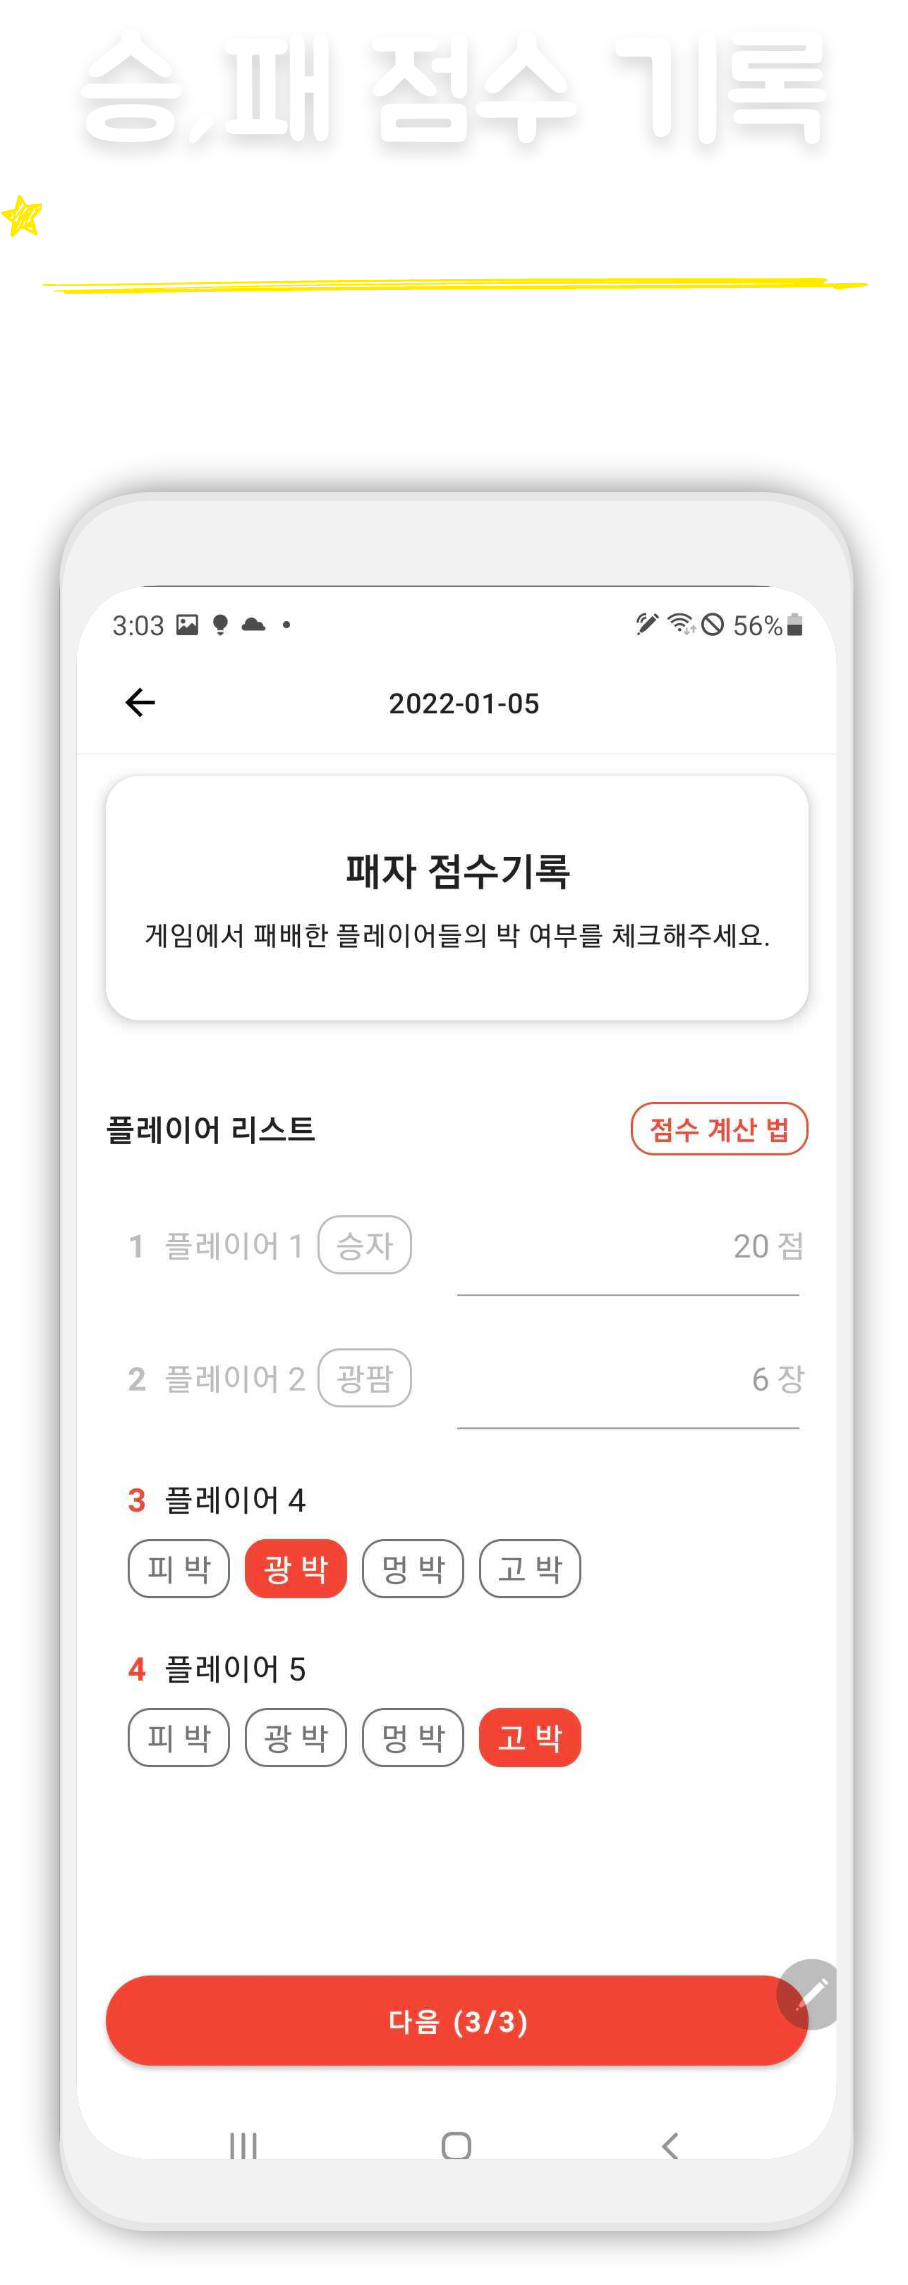 승,패 점수 기록
3:03
56%
2022-01-05
패자 점수기록
게임에서 패배한 플레이어들의 박 여부를 체크해주세요.
플레이어 리스트 점수 계산 법
1 플레이어 1 승자 20 점
2 플레이어 2 광팜 6 장
3 플레이어 4
피 박 광 박 멍 박 고 박
4 플레이어 5
피 박 광 박 멍 박 고 박
다음 (3/3)